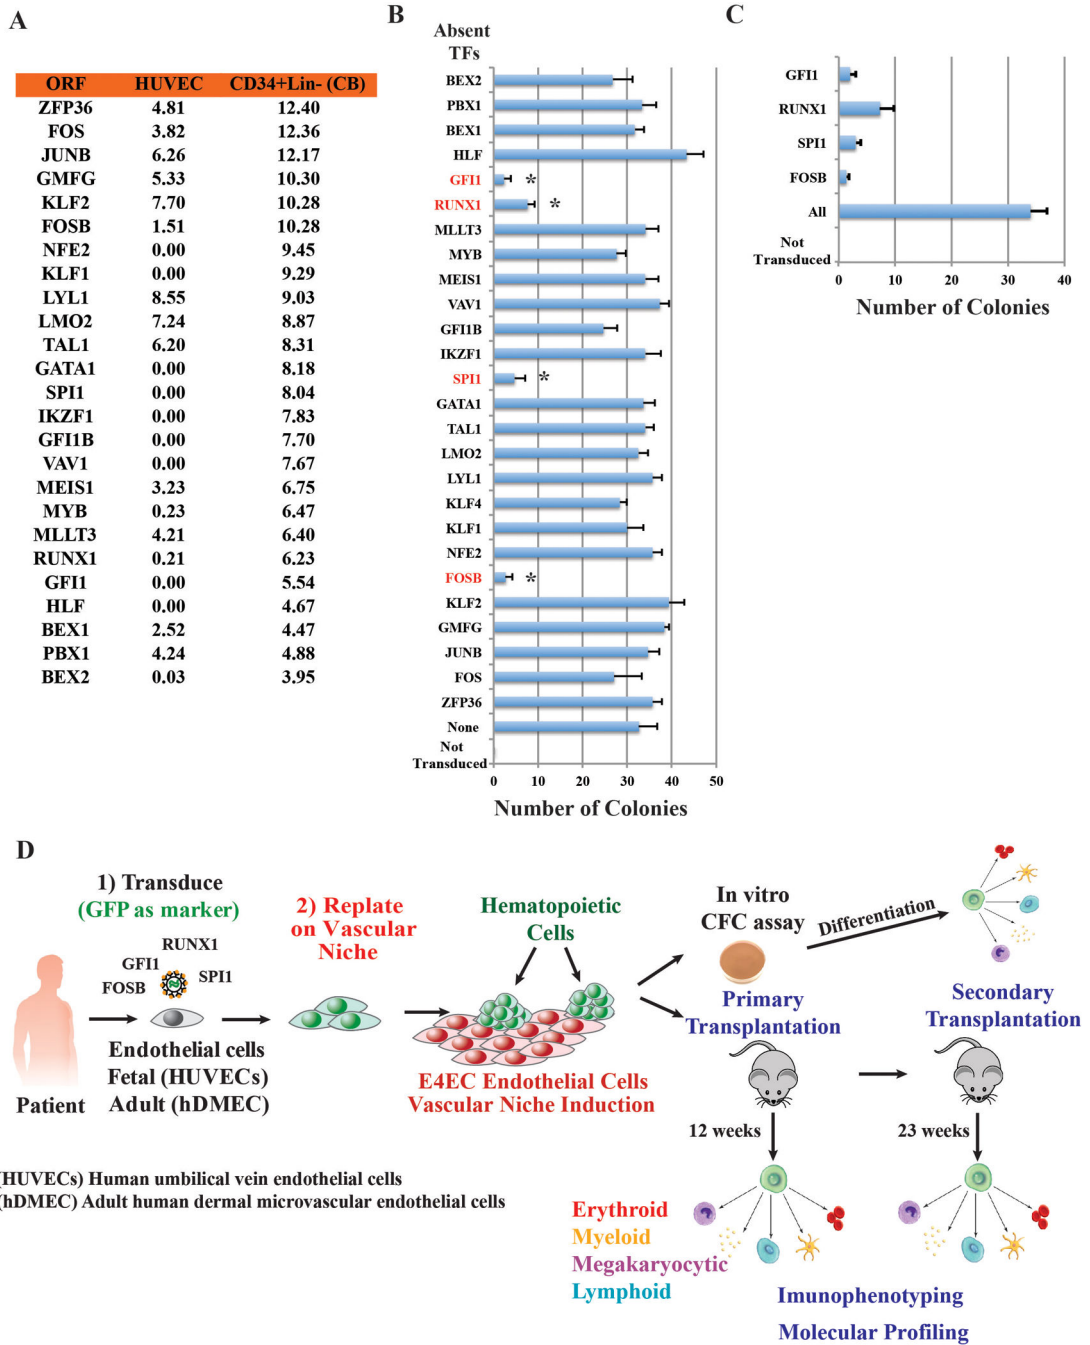 A
ORF HUVEC CD34+Lin- (CB)
ZFP36 4.81 12.40
FOS 3.82 12.36
JUNB 6.26 12.17
GMFG 5.33 10.30
KLF2 7.70 10.28
FOSB 1.51 10.28
NFE2 0.00 9.45
KLF1 0.00 9.29
LYL1 8.55 9.03
LMO2 7.24 8.87
TAL1 6.20 8.31
GATA1 0.00 8.18
SPI1 0.00 8.04
IKZF1 0.00 7.83
GFI1B 0.00 7.70
VAV1 0.00 7.67
MEIS1 3.23 6.75
MYB 0.23 6.47
MLLT3 4.21 6.40
RUNX1 0.21 6.23
GFI1 0.00 5.54
HLF 0.00 4.67
BEX1 2.52 4.47
PBX1 4.24 4.88
BEX2 0.03 3.95
B
Absent
TFs
BEX2
PBX1
BEX1
HLF
GFI1 *
RUNX1 *
MLLT3
MYB
MEIS1
VAV1
GFI1B
IKZF1
SPI1 *
GATA1
TAL1
LMO2
LYL1
KLF4
KLF1
NFE2
FOSB *
KLF2
GMFG
JUNB
FOS
ZFP36
None
Not
Transduced
0 10 20 30 40 50
Number of Colonies
C
GFI1
RUNX1
SPI1
FOSB
All
Not
Transduced
0 10 20 30 40
Number of Colonies
D
1) Transduce
(GFP as marker)
RUNX1
GFI1
SPI1
FOSB
Patient
Endothelial cells
Fetal (HUVECs)
Adult (hDMEC)
2) Replate
on Vascular
Niche
Hematopoietic
Cells
E4EC Endothelial Cells
Vascular Niche Induction
In vitro
CFC assay
Differentiation
Primary
Transplantation
Secondary
Transplantation
12 weeks
23 weeks
(HUVECs) Human umbilical vein endothelial cells
(hDMEC) Adult human dermal microvascular endothelial cells
Erythroid
Myeloid
Megakaryocytic
Lymphoid
Imunophenotyping
Molecular Profiling